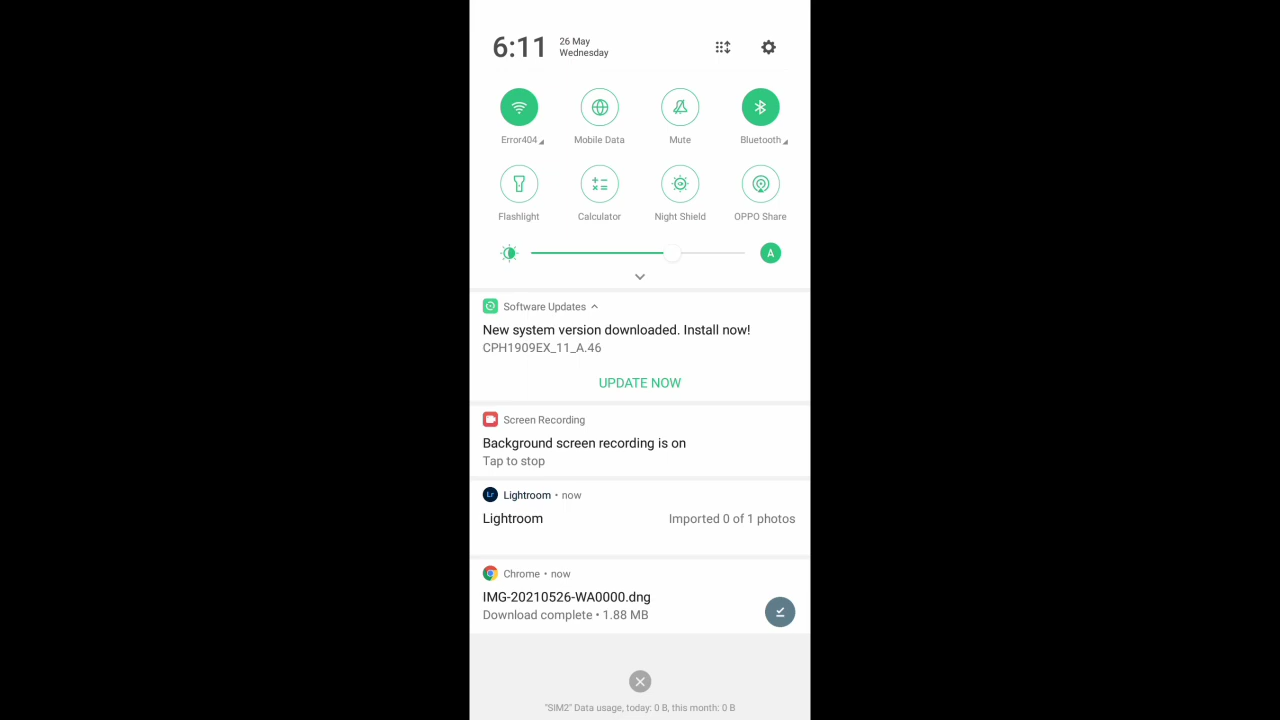 6:11
26 May
Wednesday
Error404
Mobile Data
Mute
Bluetooth
Flashlight
Calculator
Night Shield
OPPO Share
A
Software Updates
New system version downloaded. Install now!
CPH1909EX_11_A.46
UPDATE NOW
Screen Recording
Background screen recording is on
Tap to stop
Lr Lightroom • now
Lightroom Imported 0 of 1 photos
Chrome • now
IMG-20210526-WA0000.dng
Download complete • 1.88 MB
"SIM2" Data usage, today: 0 B, this month: 0 B